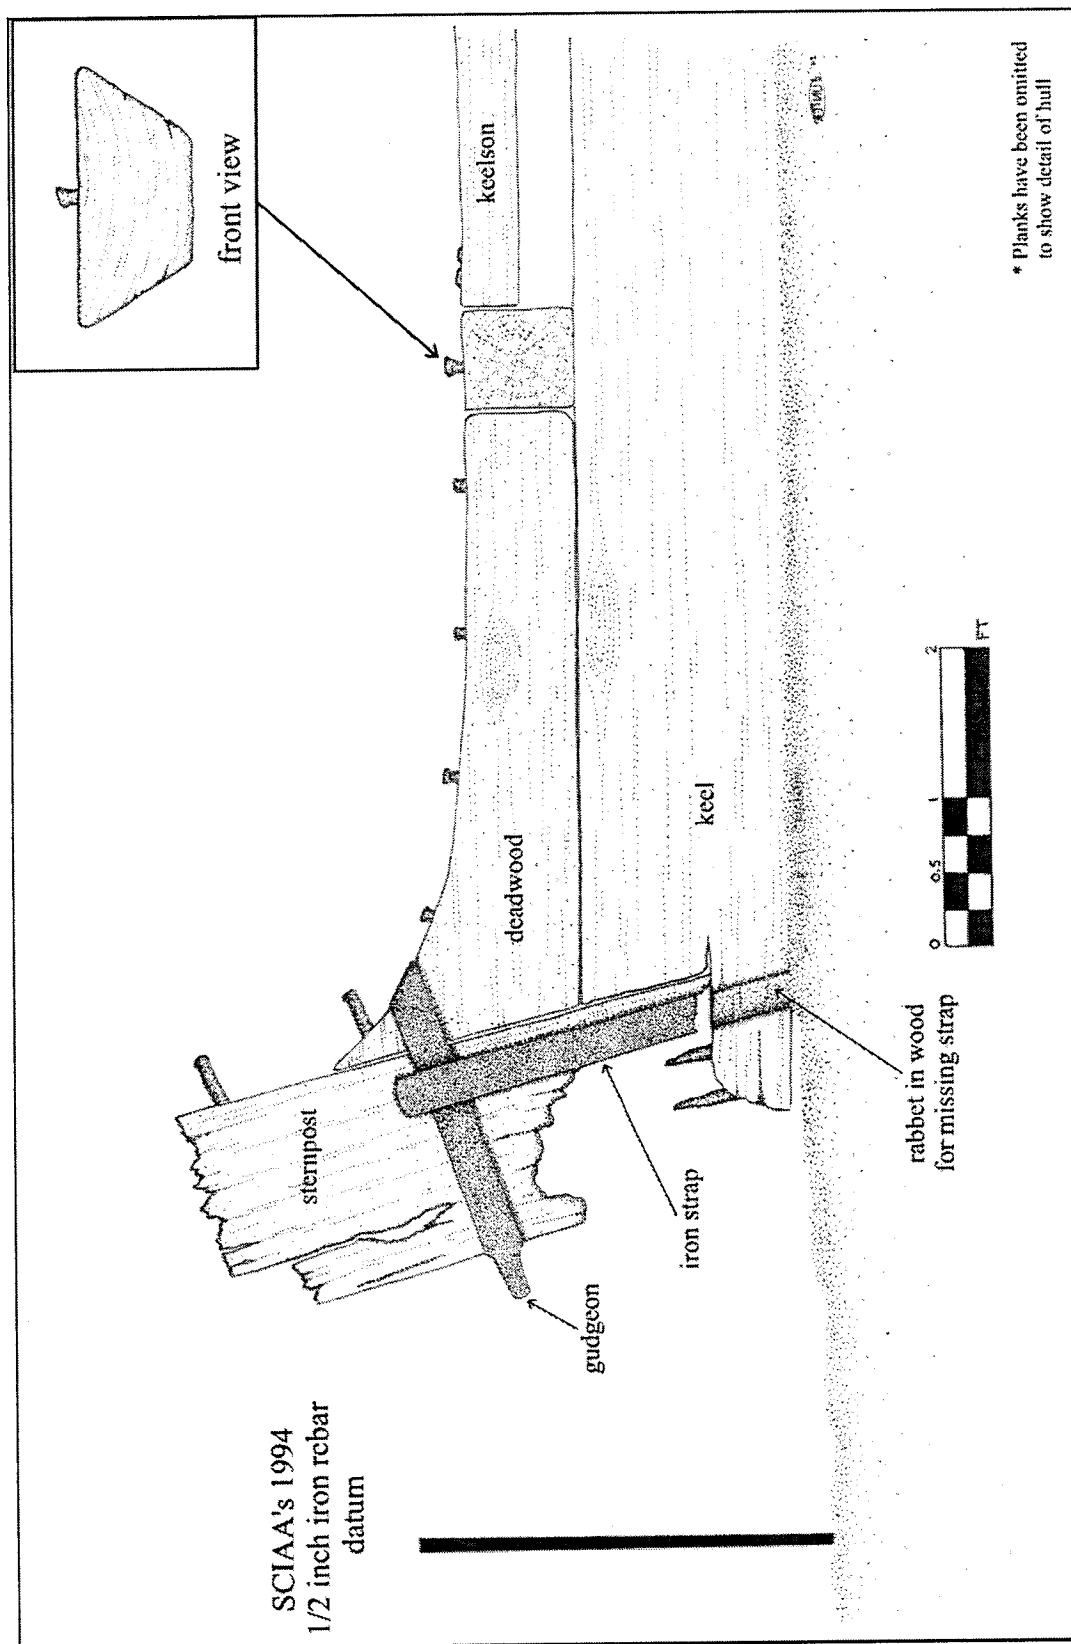 SCIAA's 1994
1/2 inch iron rebar
datum
gudgeon
sternpost
iron strap
rabbet in wood
for missing strap
deadwood
keel
0 0.5 1 2
FT
front view
keelson
* Planks have been omitted
to show detail of hull